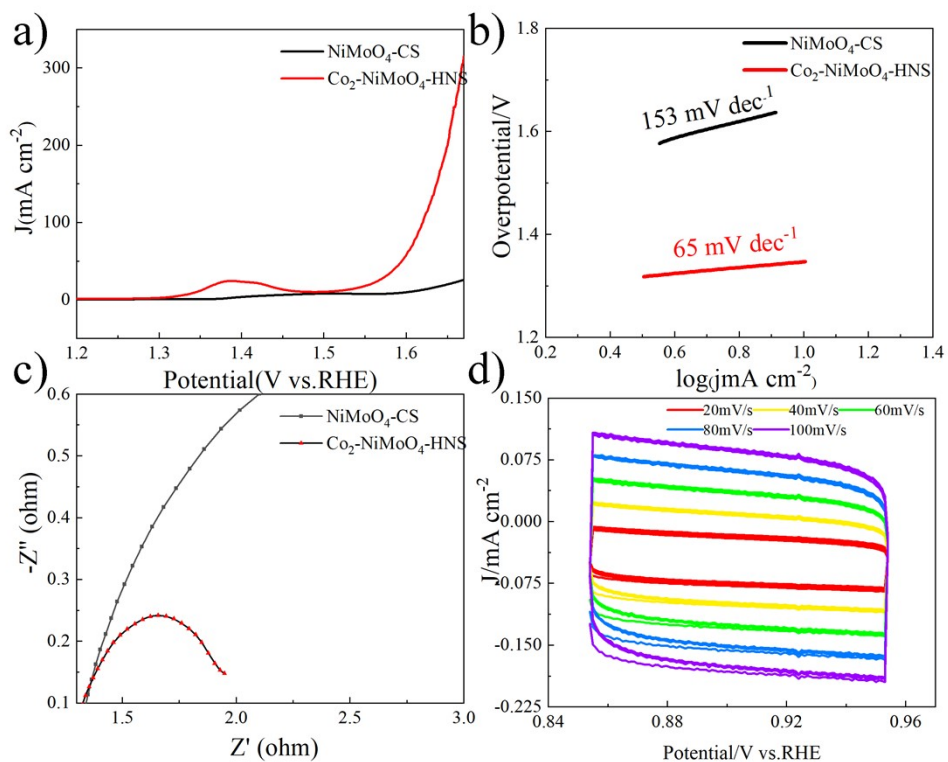 a)
NiMoO₄-CS
Co₂-NiMoO₄-HNS
J(mA cm⁻²)
300
200
100
0
1.2 1.3 1.4 1.5 1.6
Potential(V vs.RHE)
b)
NiMoO₄-CS
Co₂-NiMoO₄-HNS
153 mV dec⁻¹
65 mV dec⁻¹
Overpotential/V
1.8
1.6
1.4
1.2
0.2 0.4 0.6 0.8 1.0 1.2 1.4
log(jmA cm⁻²)
c)
NiMoO₄-CS
Co₂-NiMoO₄-HNS
-Z" (ohm)
0.6
0.5
0.4
0.3
0.2
0.1
1.5 2.0 2.5 3.0
Z' (ohm)
d)
20mV/s 40mV/s 60mV/s
80mV/s 100mV/s
J/mA cm⁻²
0.150
0.075
0.000
-0.075
-0.150
-0.225
0.84 0.88 0.92 0.96
Potential/V vs.RHE